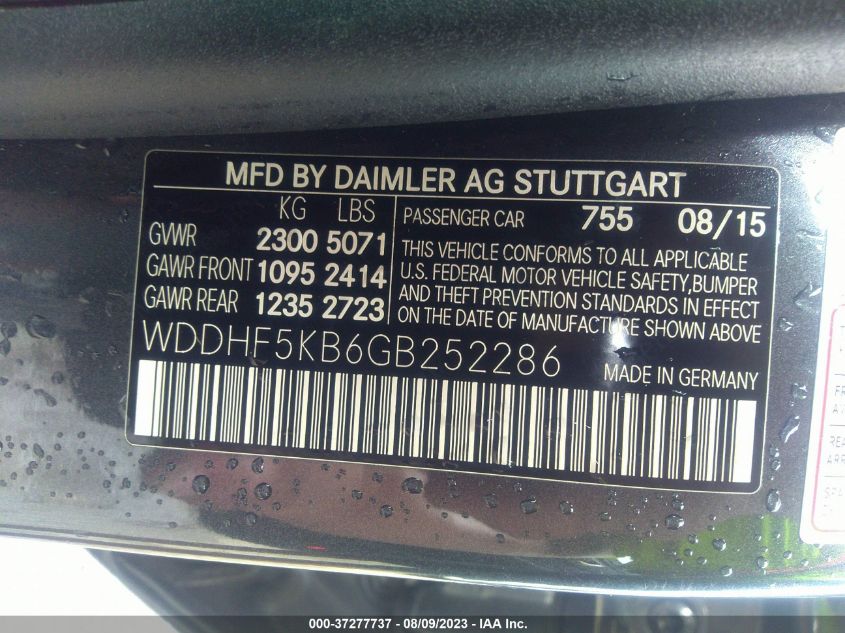 MFD BY DAIMLER AG STUTTGART
KG LBS
GVWR 2300 5071
GAWR FRONT 1095 2414
GAWR REAR 1235 2723
PASSENGER CAR 755 08/15
THIS VEHICLE CONFORMS TO ALL APPLICABLE
U.S. FEDERAL MOTOR VEHICLE SAFETY,BUMPER
AND THEFT PREVENTION STANDARDS IN EFFECT
ON THE DATE OF MANUFACTURE SHOWN ABOVE
WDDHF5KB6GB252286
MADE IN GERMANY
000-37277737 - 08/09/2023 - IAA Inc.